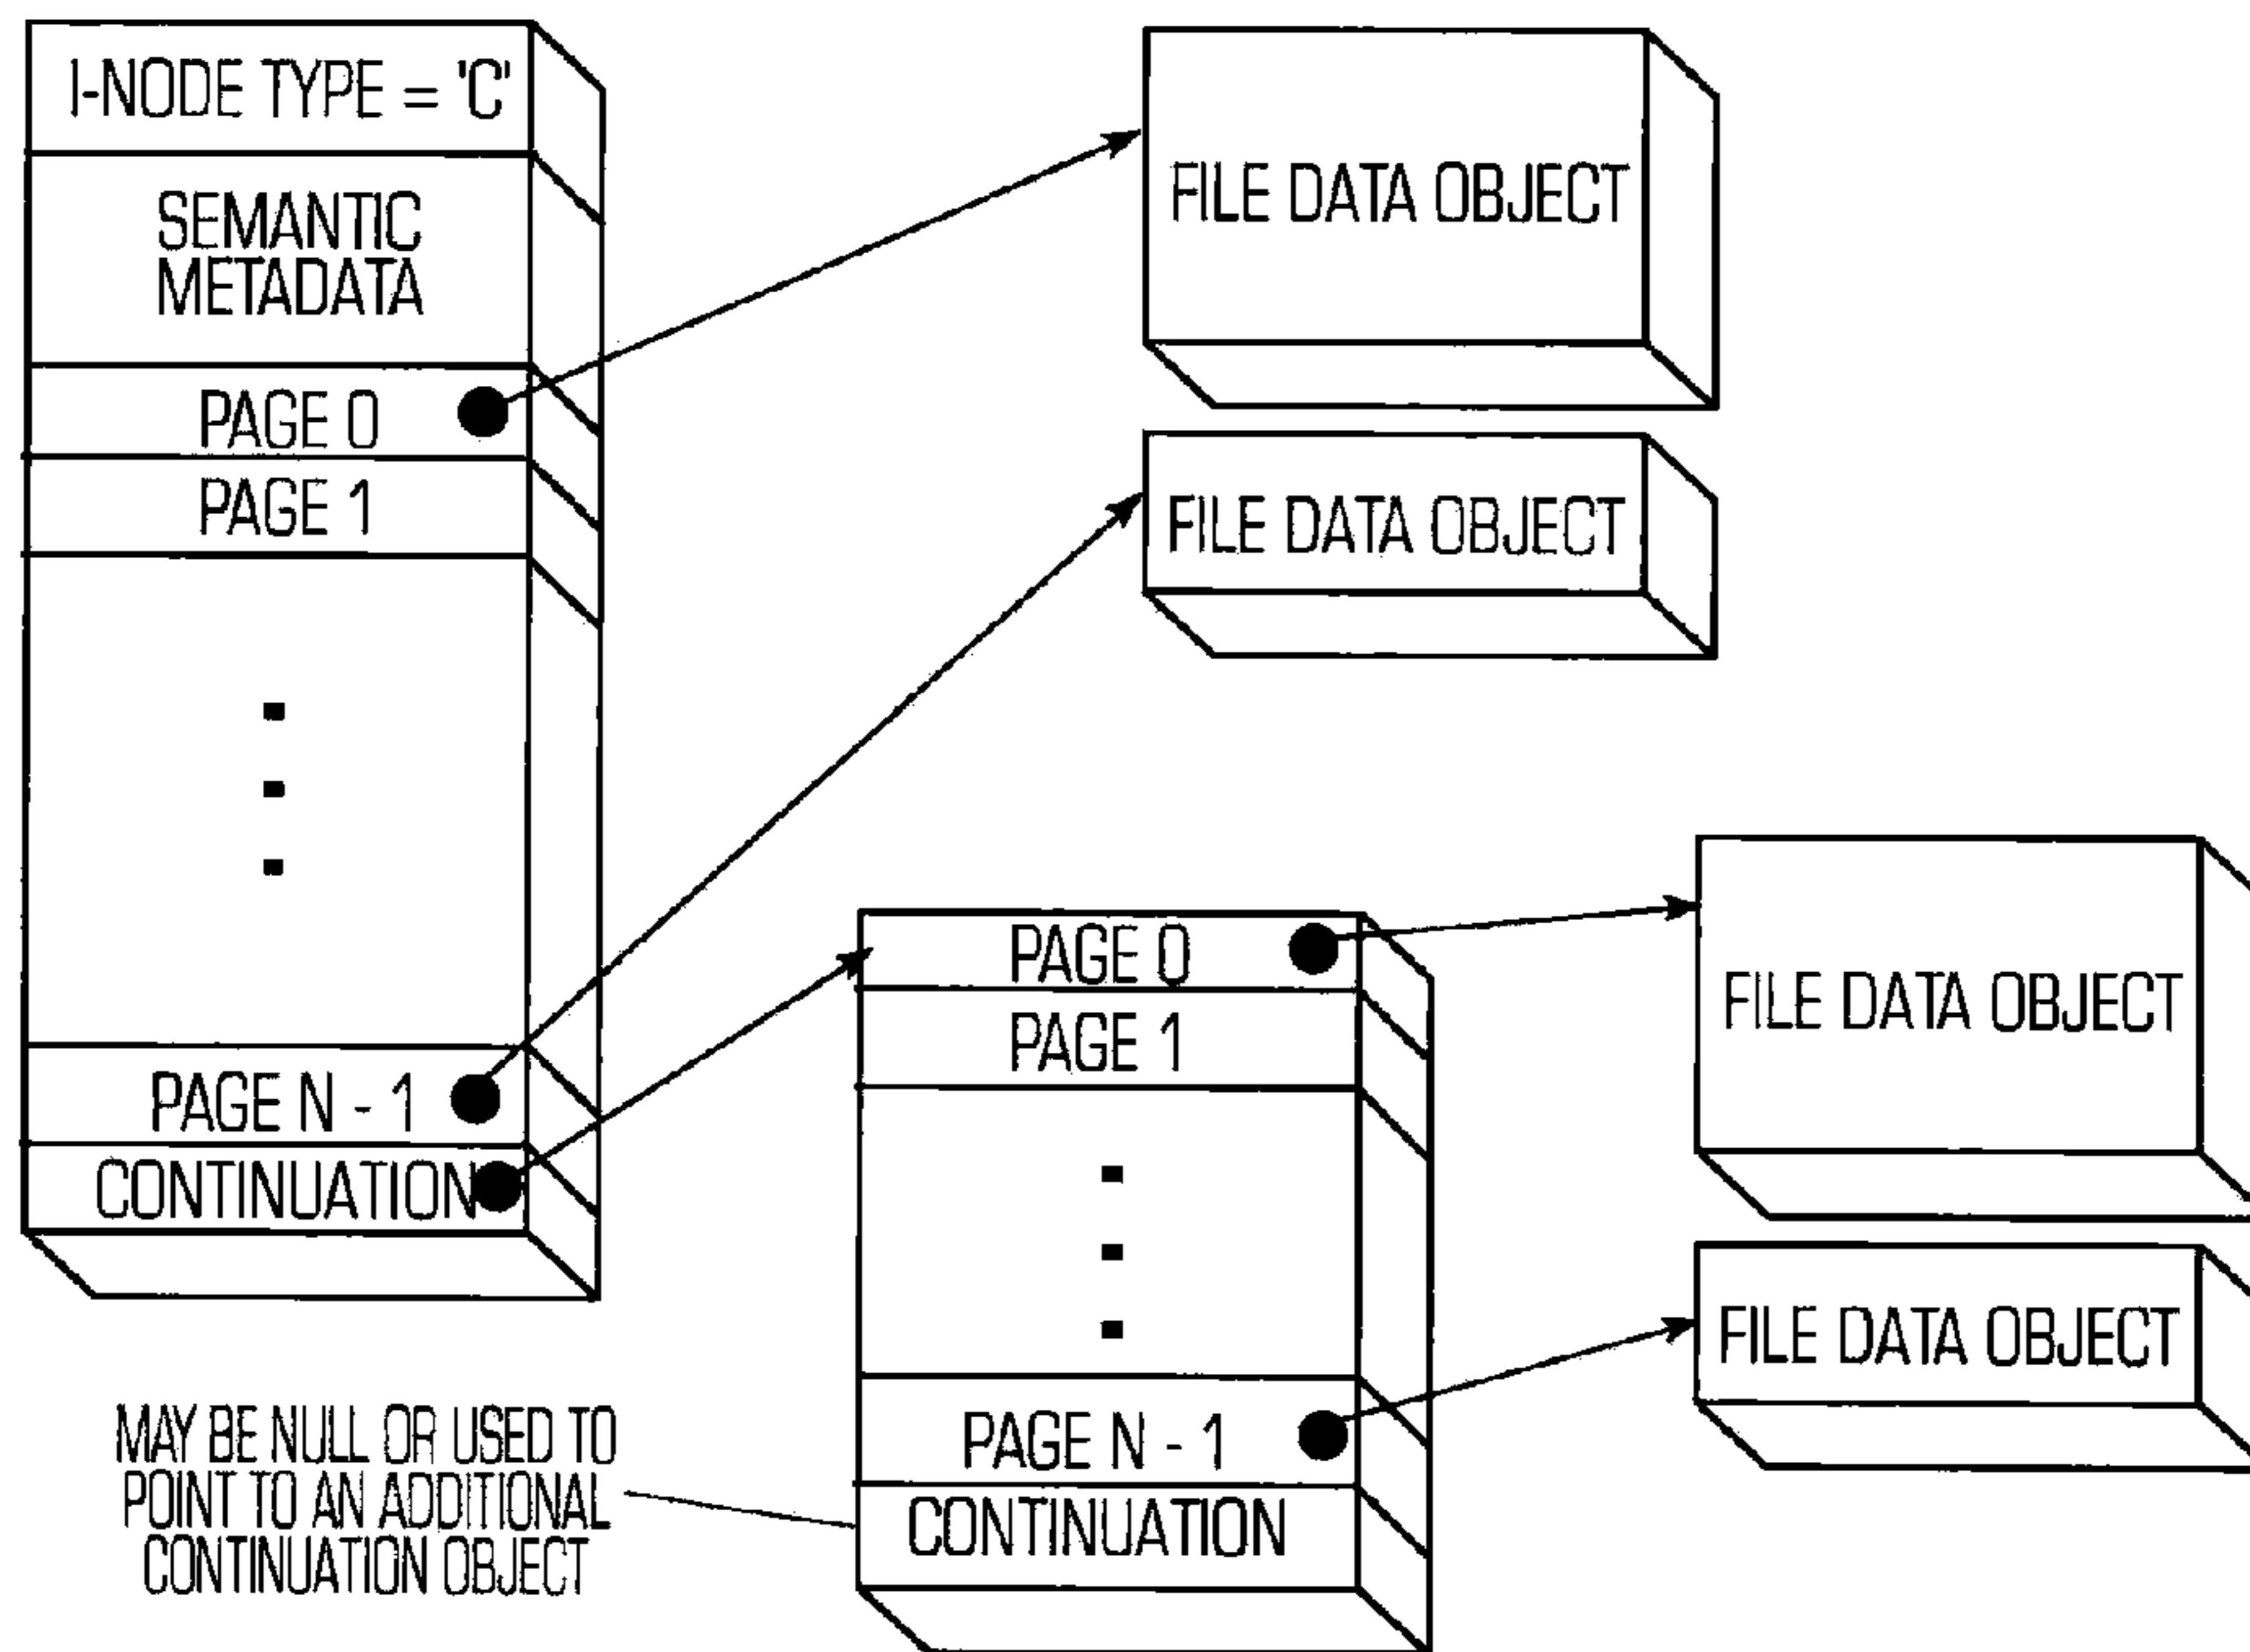 I-NODE TYPE = 'C'
SEMANTIC
METADATA
PAGE 0
PAGE 1
PAGE N - 1
CONTINUATION
FILE DATA OBJECT
FILE DATA OBJECT
PAGE 0
PAGE 1
PAGE N - 1
CONTINUATION
FILE DATA OBJECT
FILE DATA OBJECT
MAY BE NULL OR USED TO
POINT TO AN ADDITIONAL
CONTINUATION OBJECT